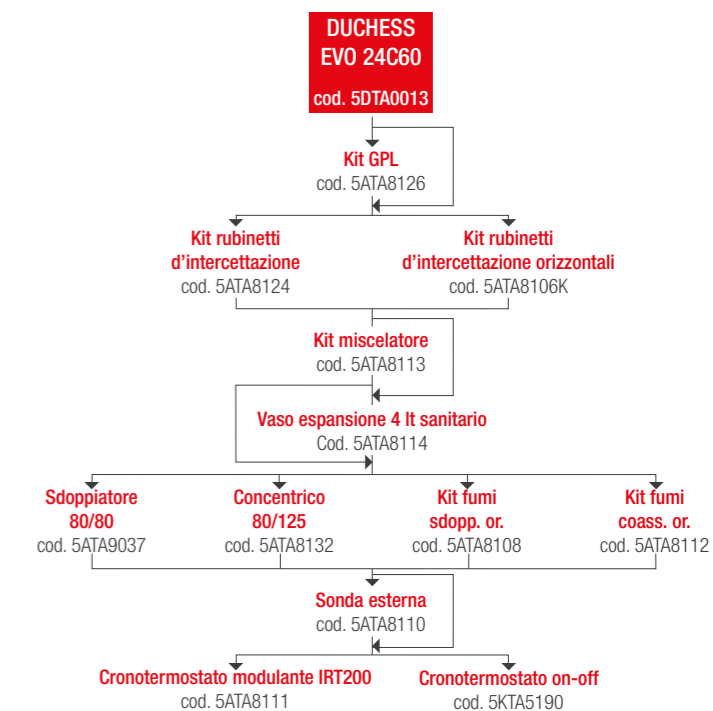 DUCHESS
EVO 24C60
cod. 5DTA0013
Kit GPL
cod. 5ATA8126
Kit rubinetti
d'intercettazione
cod. 5ATA8124
Kit rubinetti
d'intercettazione orizzontali
cod. 5ATA8106K
Kit miscelatore
cod. 5ATA8113
Vaso espansione 4 lt sanitario
Cod. 5ATA8114
Sdoppiatore
80/80
cod. 5ATA9037
Concentrico
80/125
cod. 5ATA8132
Kit fumi
sdopp. or.
cod. 5ATA8108
Kit fumi
coass. or.
cod. 5ATA8112
Sonda esterna
cod. 5ATA8110
Cronotermostato modulante IRT200
cod. 5ATA8111
Cronotermostato on-off
cod. 5KTA5190